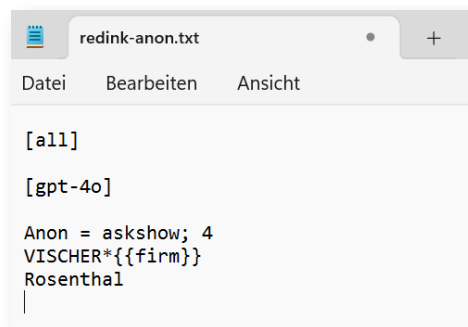 redink-anon.txt
Datei Bearbeiten Ansicht
[all]
[gpt-4o]
Anon = askshow; 4
VISCHER*{{firm}}
Rosenthal